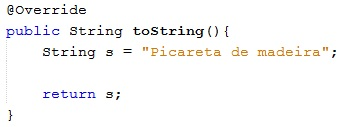 @Override
public String toString(){
    String s = "Picareta de madeira";
    return s;
}